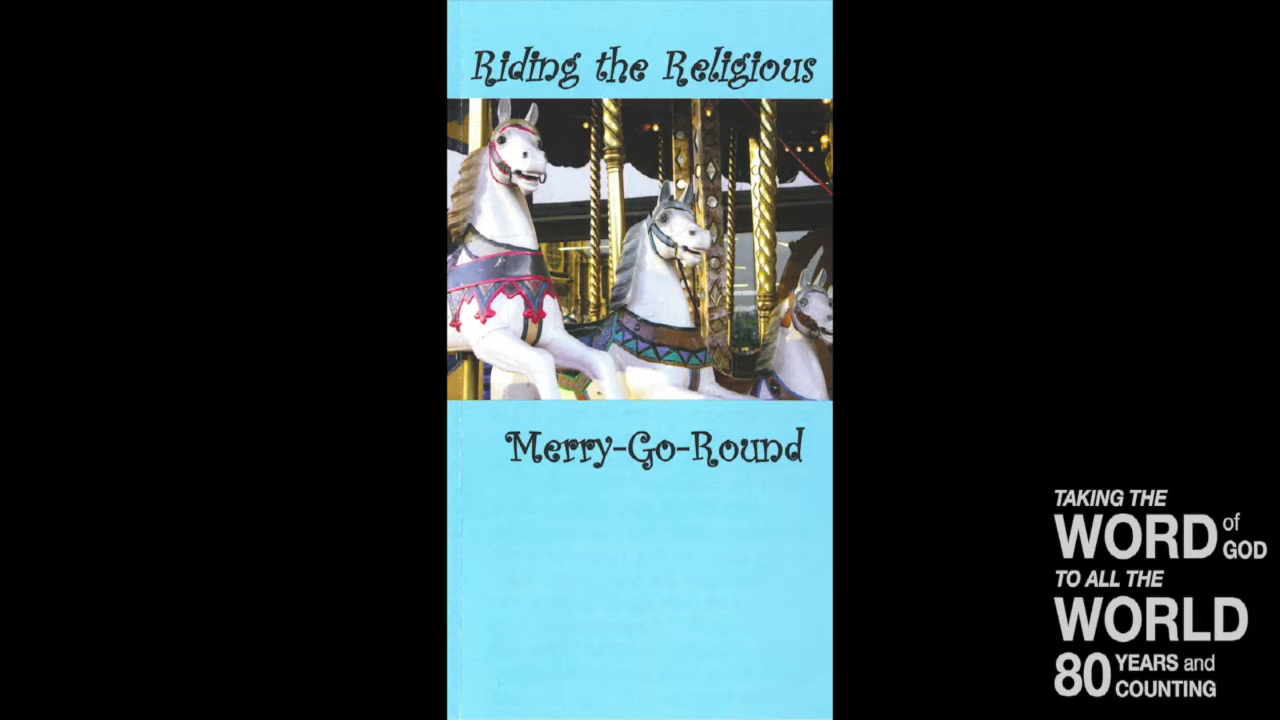 Riding the Religious
Merry-Go-Round
TAKING THE
WORD of GOD
TO ALL THE
WORLD
80 YEARS and COUNTING